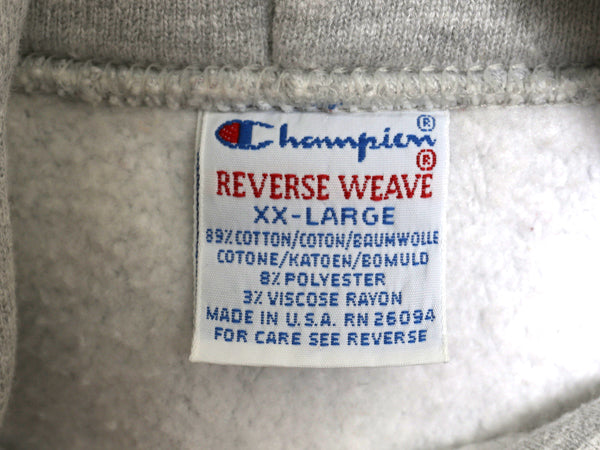 Champion®
®
REVERSE WEAVE
XX-LARGE
89% COTTON/COTON/BAUMWOLLE
COTONE/KATOEN/BOMULD
8% POLYESTER
3% VISCOSE RAYON
MADE IN U.S.A. RN 26094
FOR CARE SEE REVERSE